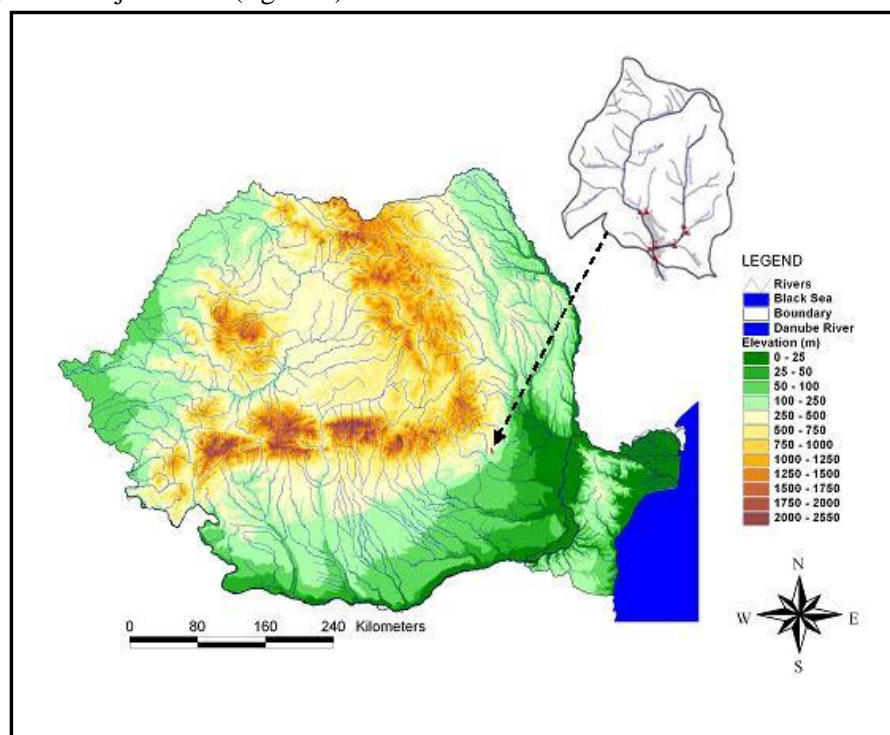 LEGEND
Rivers
Black Sea
Boundary
Danube River
Elevation (m)
0 - 25
25 - 50
50 - 100
100 - 250
250 - 500
500 - 750
750 - 1000
1000 - 1250
1250 - 1500
1500 - 1750
1750 - 2000
2000 - 2550
N
W E
S
0 80 160 240 Kilometers